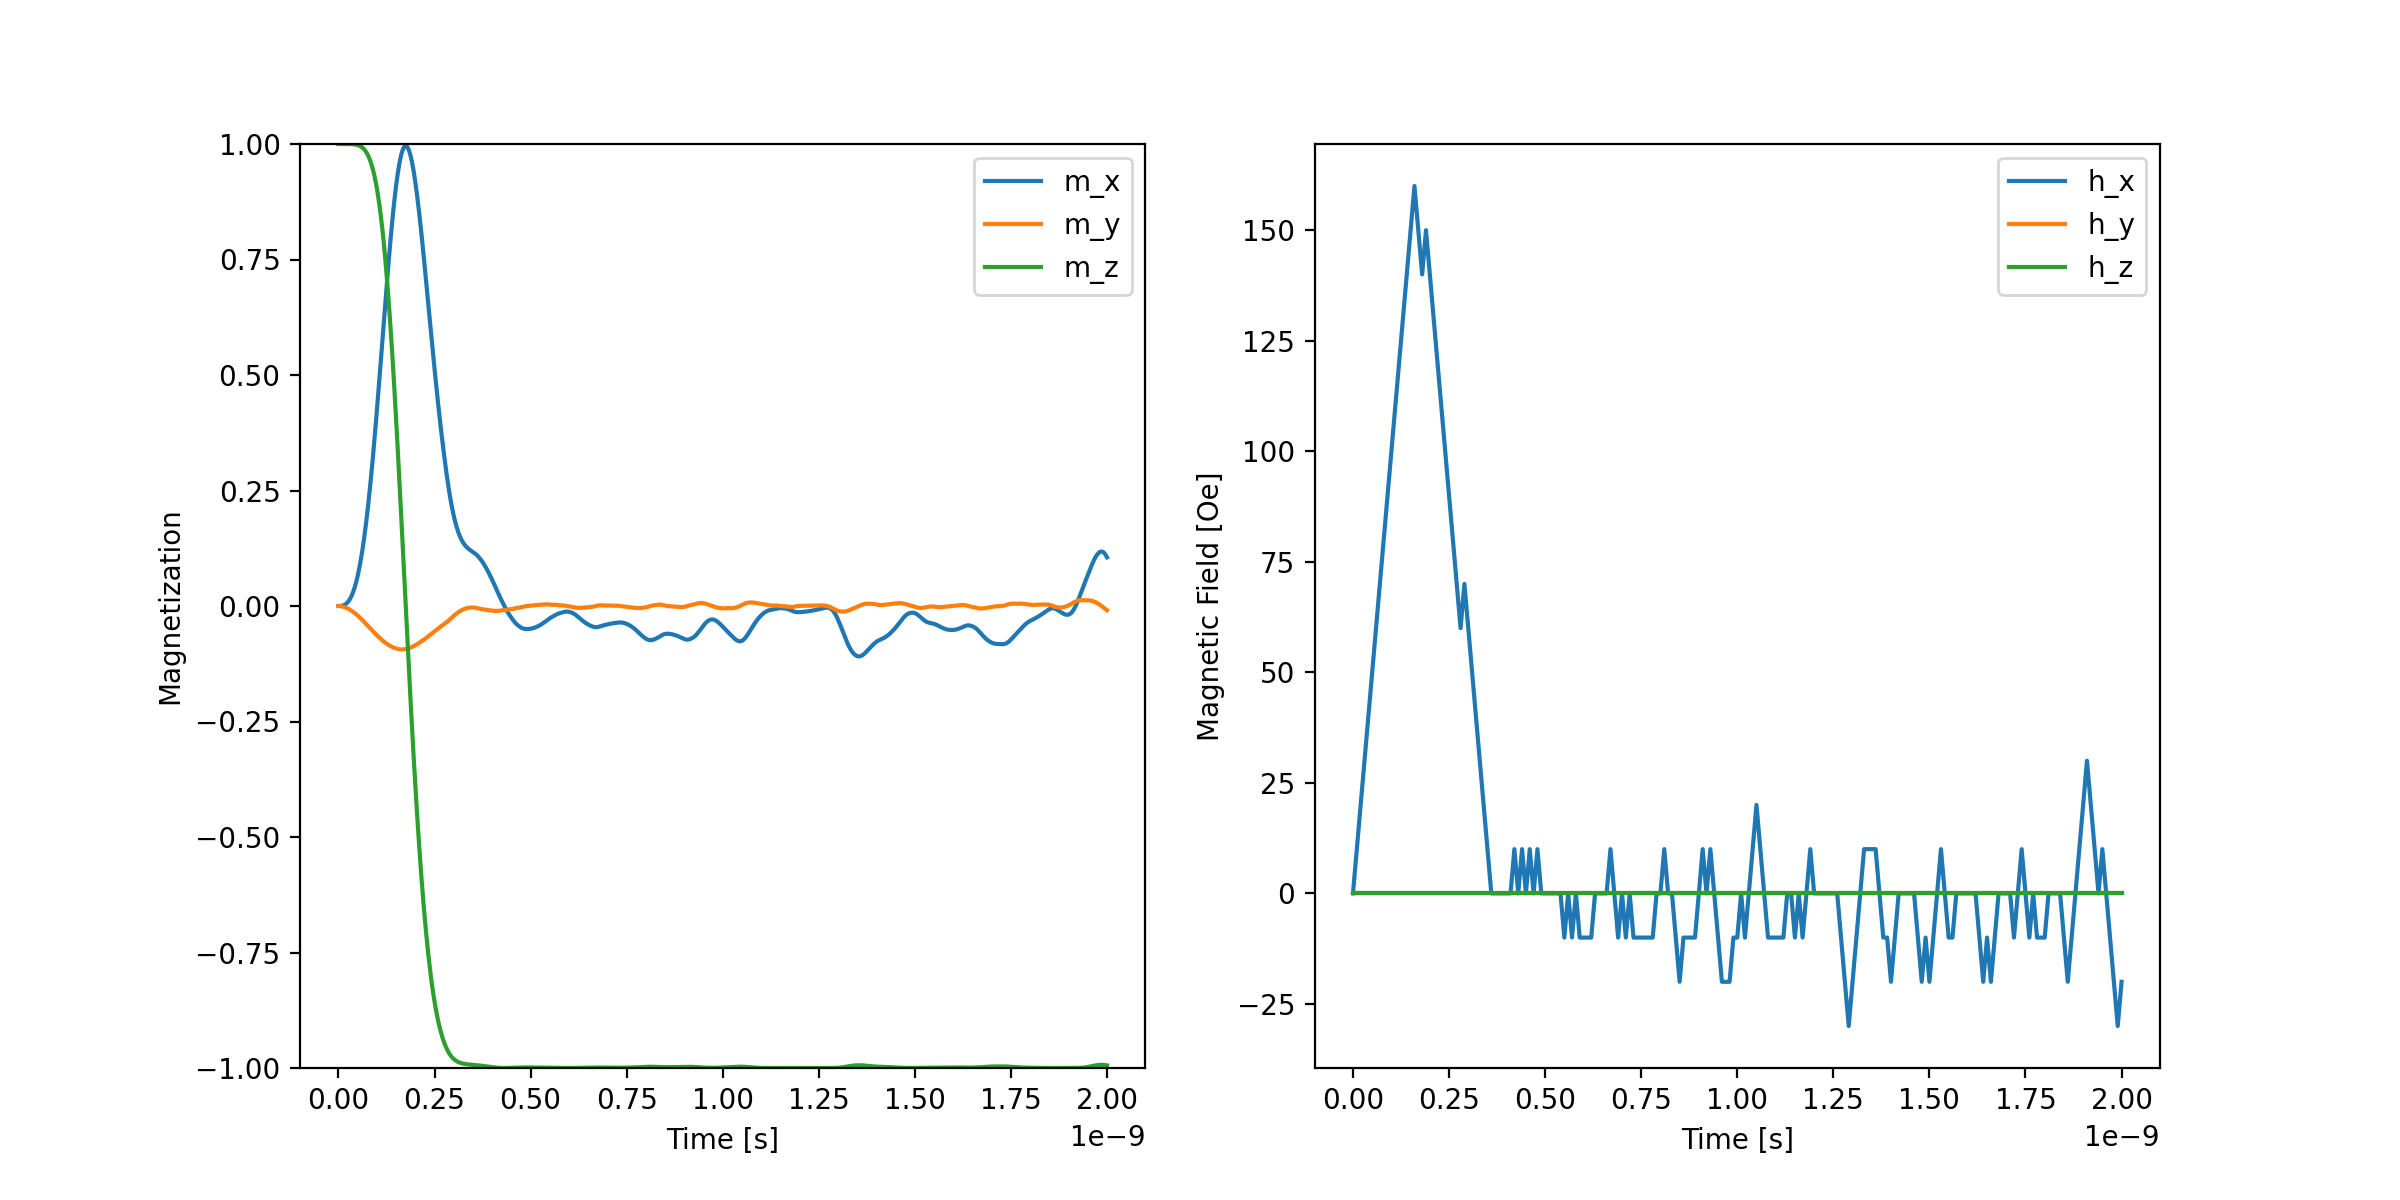 1.00
0.75
0.50
0.25
0.00
−0.25
−0.50
−0.75
−1.00
Magnetization
m_x
m_y
m_z
0.00 0.25 0.50 0.75 1.00 1.25 1.50 1.75 2.00
Time [s]
1e−9
150
125
100
75
50
25
0
−25
Magnetic Field [Oe]
h_x
h_y
h_z
0.00 0.25 0.50 0.75 1.00 1.25 1.50 1.75 2.00
Time [s]
1e−9